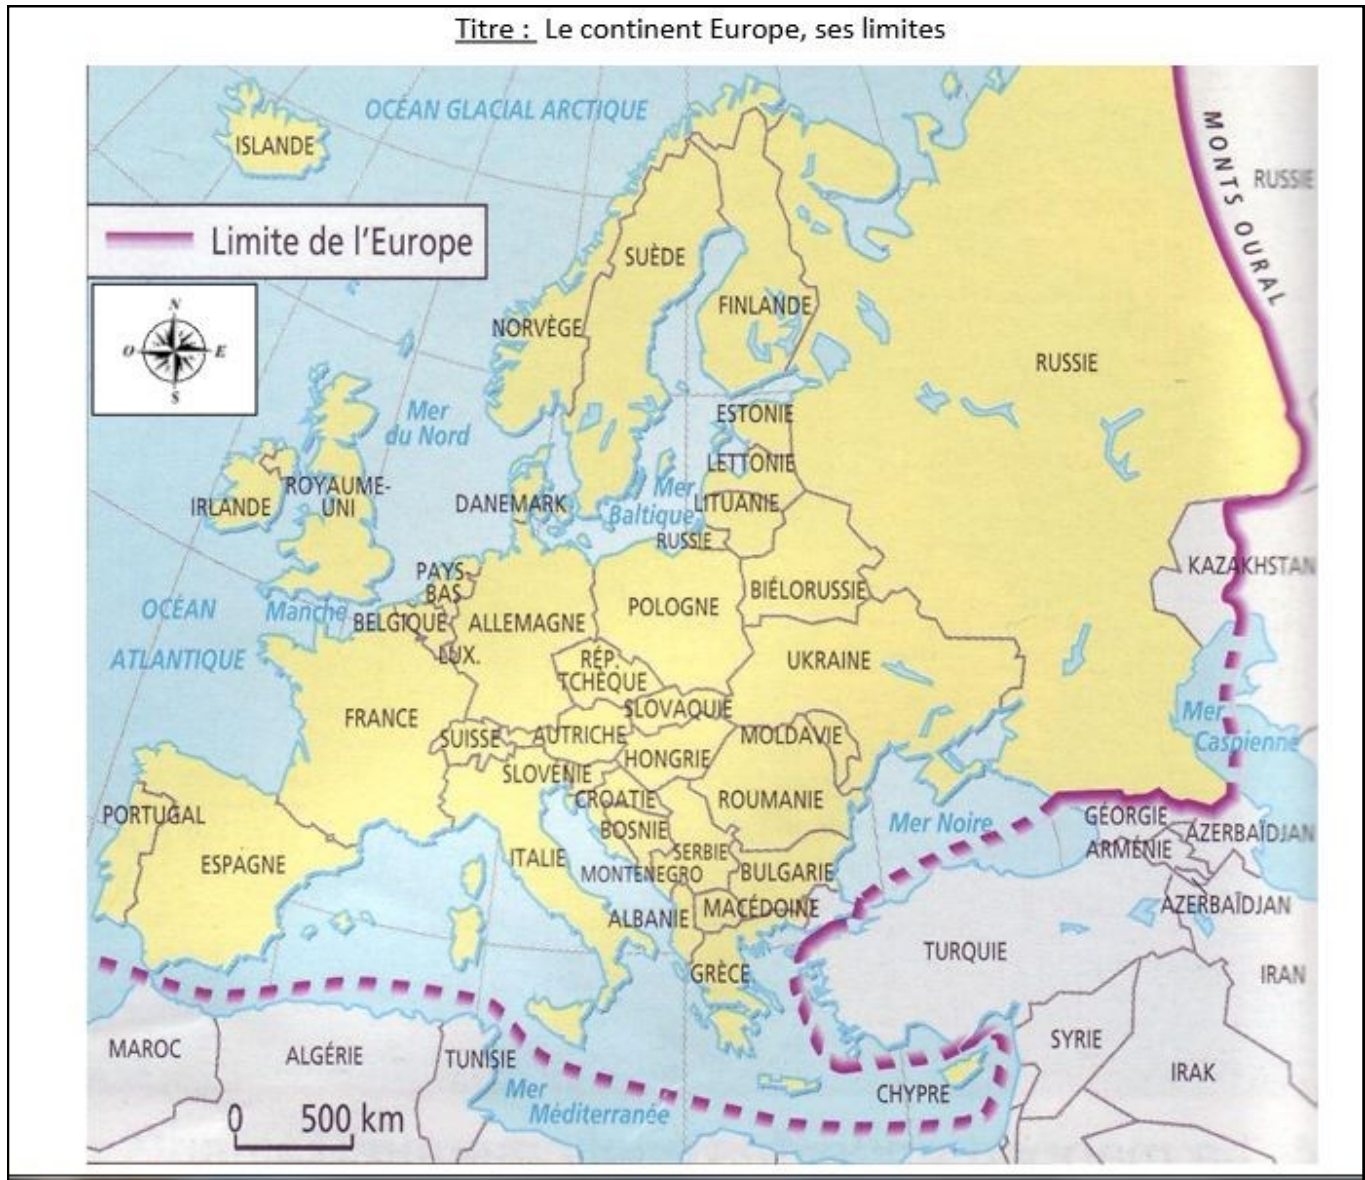 Titre : Le continent Europe, ses limites
OCÉAN GLACIAL ARCTIQUE
ISLANDE
MONTS OURAL
RUSSIE
Limite de l'Europe
SUÈDE
N
O
E
S
FINLANDE
NORVÈGE
RUSSIE
Mer
du Nord
ESTONIE
LETTONIE
ROYAUME-
UNI
IRLANDE
DANEMARK
Mer
Baltique
LITUANIE
RUSSIE
KAZAKHSTAN
PAYS
BAS
BIÉLORUSSIE
POLOGNE
OCÉAN
ATLANTIQUE
Manche
BELGIQUE
ALLEMAGNE
LUX.
RÉP.
TCHÈQUE
UKRAINE
SLOVAQUIE
FRANCE
SUISSE
AUTRICHE
HONGRIE
MOLDAVIE
Mer
Caspienne
SLOVÉNIE
CROATIE
ROUMANIE
PORTUGAL
ESPAGNE
BOSNIE
Mer Noire
GÉORGIE
AZERBAÏDJAN
ARMÉNIE
ITALIE
SERBIE
MONTENEGRO
BULGARIE
ALBANIE
MACÉDOINE
AZERBAÏDJAN
TURQUIE
GRÈCE
IRAN
MAROC
ALGÉRIE
TUNISIE
SYRIE
IRAK
CHYPRE
Mer
Méditerranée
0 500 km